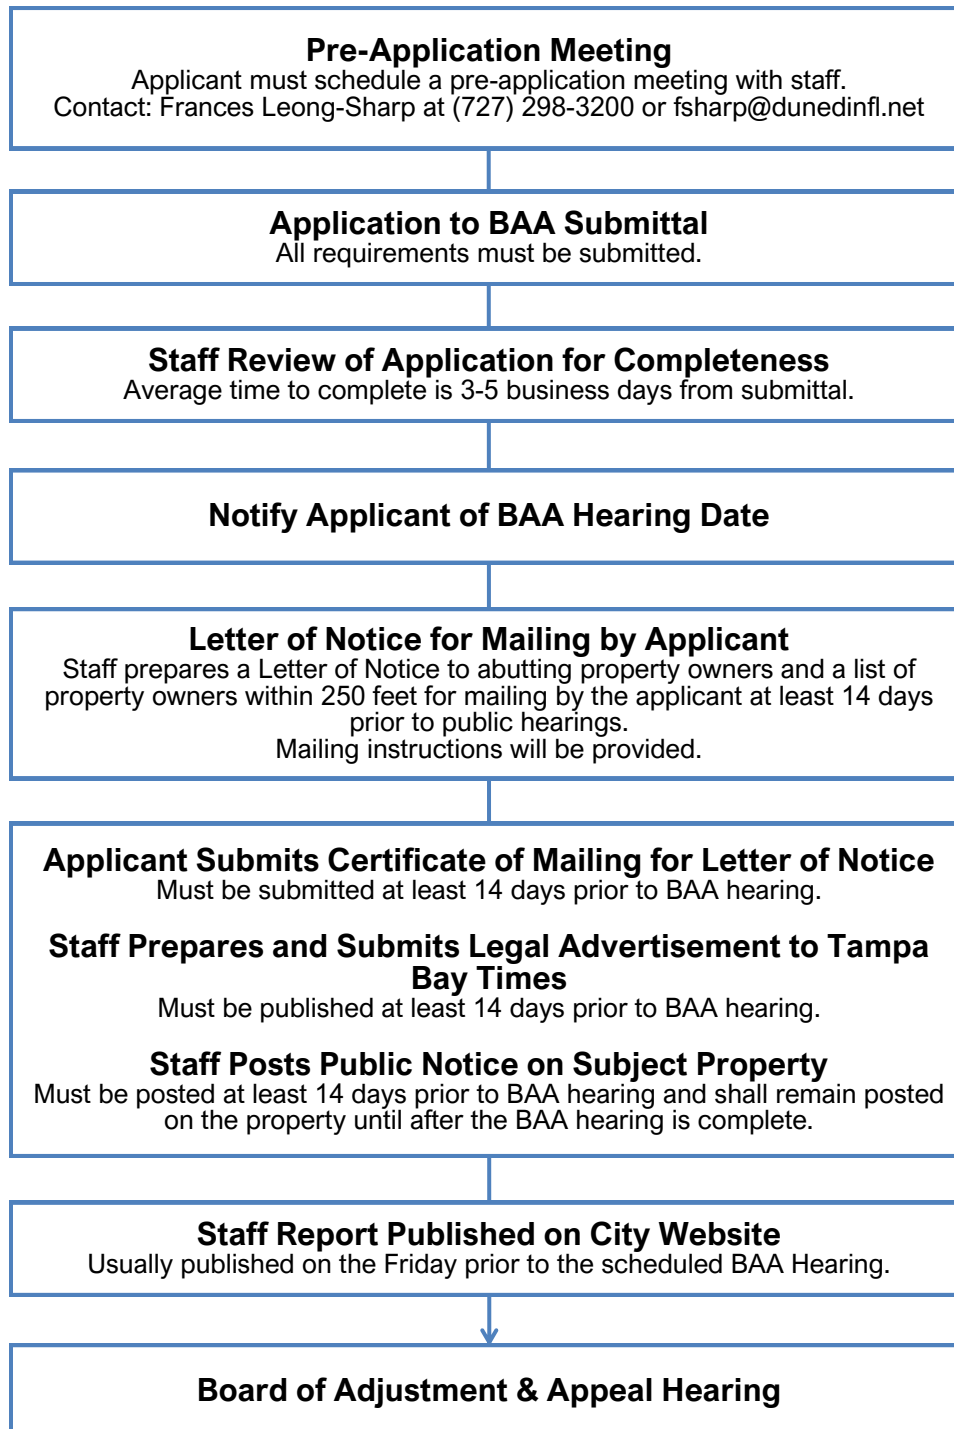 Pre-Application Meeting
Applicant must schedule a pre-application meeting with staff.
Contact: Frances Leong-Sharp at (727) 298-3200 or fsharp@dunedinfl.net
Application to BAA Submittal
All requirements must be submitted.
Staff Review of Application for Completeness
Average time to complete is 3-5 business days from submittal.
Notify Applicant of BAA Hearing Date
Letter of Notice for Mailing by Applicant
Staff prepares a Letter of Notice to abutting property owners and a list of
property owners within 250 feet for mailing by the applicant at least 14 days
prior to public hearings.
Mailing instructions will be provided.
Applicant Submits Certificate of Mailing for Letter of Notice
Must be submitted at least 14 days prior to BAA hearing.
Staff Prepares and Submits Legal Advertisement to Tampa
Bay Times
Must be published at least 14 days prior to BAA hearing.
Staff Posts Public Notice on Subject Property
Must be posted at least 14 days prior to BAA hearing and shall remain posted
on the property until after the BAA hearing is complete.
Staff Report Published on City Website
Usually published on the Friday prior to the scheduled BAA Hearing.
Board of Adjustment & Appeal Hearing